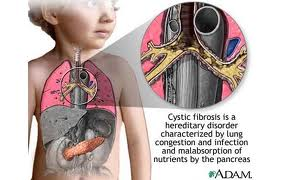 Cystic fibrosis is a
hereditary disorder
characterized by lung
congestion and infection
and malabsorption of
nutrients by the pancreas
ADAM.